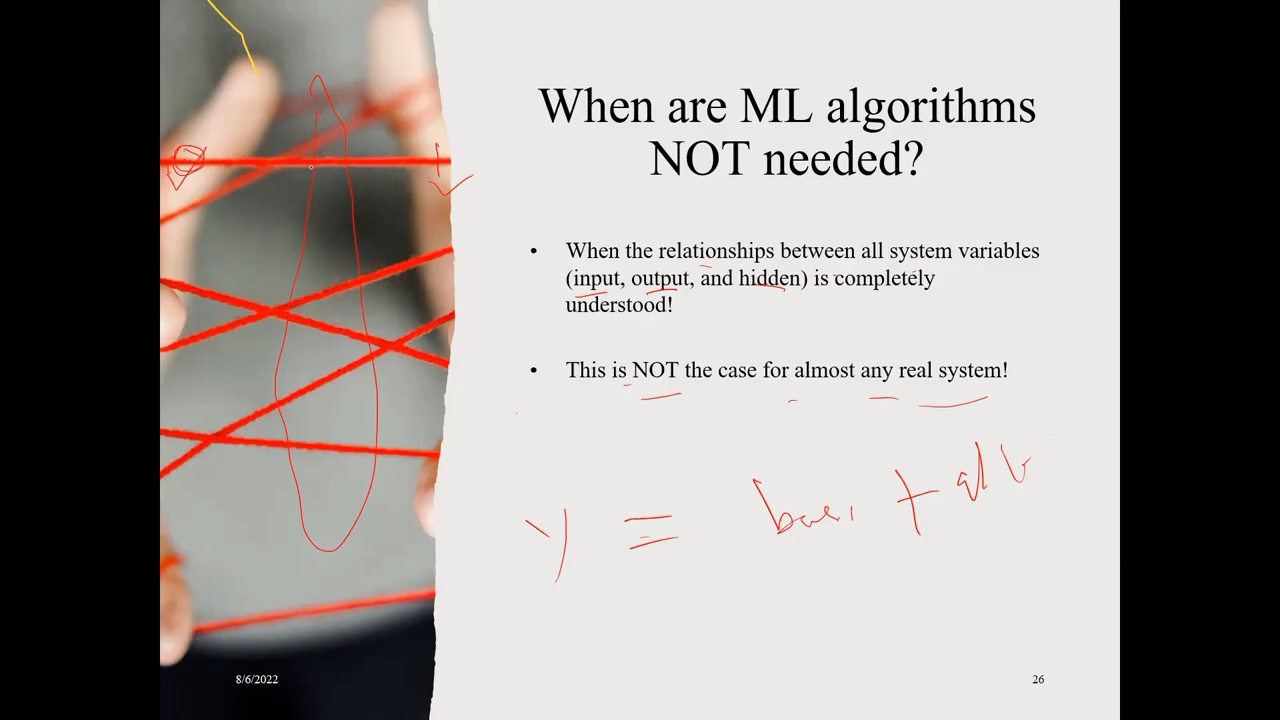 When are ML algorithms
NOT needed?
• When the relationships between all system variables
(input, output, and hidden) is completely
understood!
• This is NOT the case for almost any real system!
y =
8/6/2022
26